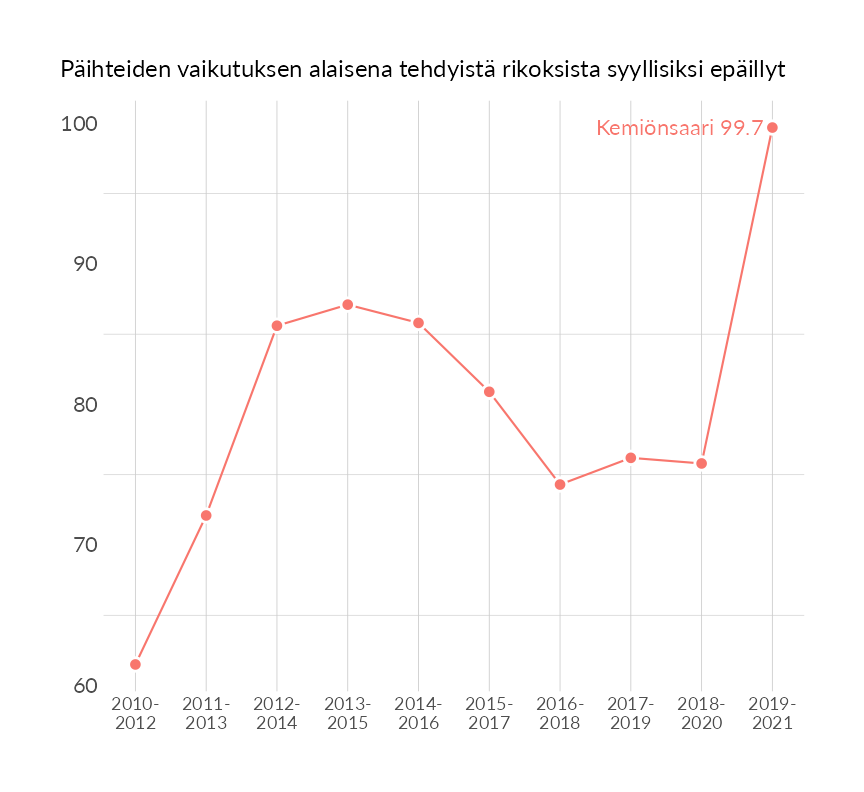 Päihteiden vaikutuksen alaisena tehdyistä rikoksista syyllisiksi epäillyt
100
Kemiönsaari 99.7
90
80
70
60
2010- 2011- 2012- 2013- 2014- 2015- 2016- 2017- 2018- 2019-
2012 2013 2014 2015 2016 2017 2018 2019 2020 2021